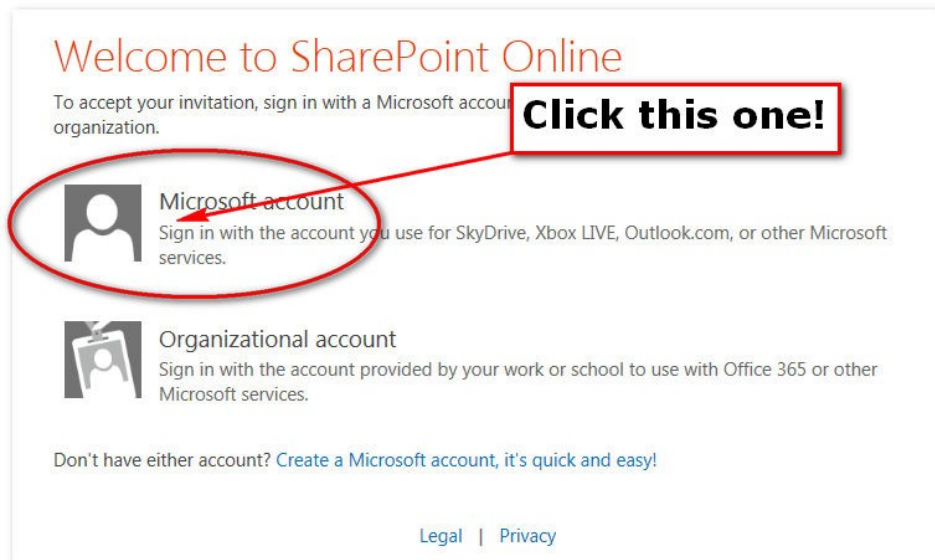 Welcome to SharePoint Online
To accept your invitation, sign in with a Microsoft
organization.
Click this one!
Microsoft account
Sign in with the account you use for SkyDrive, Xbox LIVE, Outlook.com, or other Microsoft
services.
Organizational account
Sign in with the account provided by your work or school to use with Office 365 or other
Microsoft services.
Don't have either account? Create a Microsoft account, it's quick and easy!
Legal | Privacy